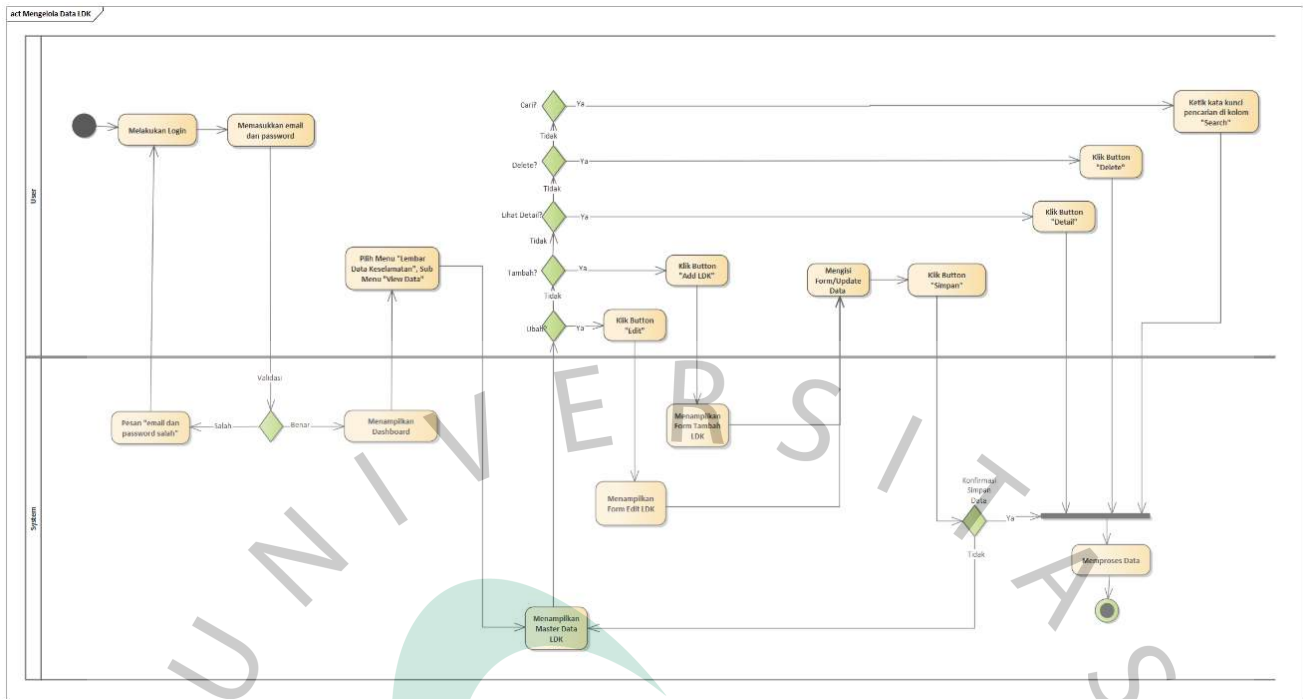 act Mengelola Data LDK
User
Cari?
Ya
Ketik kata kunci
pencarian di kolom
"Search"
Melakukan Login
Memasukkan email
dan password
Tidak
Delete?
Ya
Klik Button
"Delete"
Tidak
Lihat Detail?
Ya
Klik Button
"Detail"
Tidak
Pilih Menu "Lembar
Data Keselamatan", Sub
Menu "View Data"
Tambah?
Ya
Klik Button
"Add LDK"
Mengisi
Form/Update
Data
Klik Button
"Simpan"
Tidak
Ubah?
Ya
Klik Button
"Edit"
System
Validasi
Pesan "email dan
password salah"
Salah
Benar
Menampilkan
Dashboard
Menampilkan
Form Tambah
LDK
Menampilkan
Form Edit LDK
Konfirmasi
Simpan
Data
Ya
Tidak
Memproses Data
Menampilkan
Master Data
LDK
UNIVERSITAS